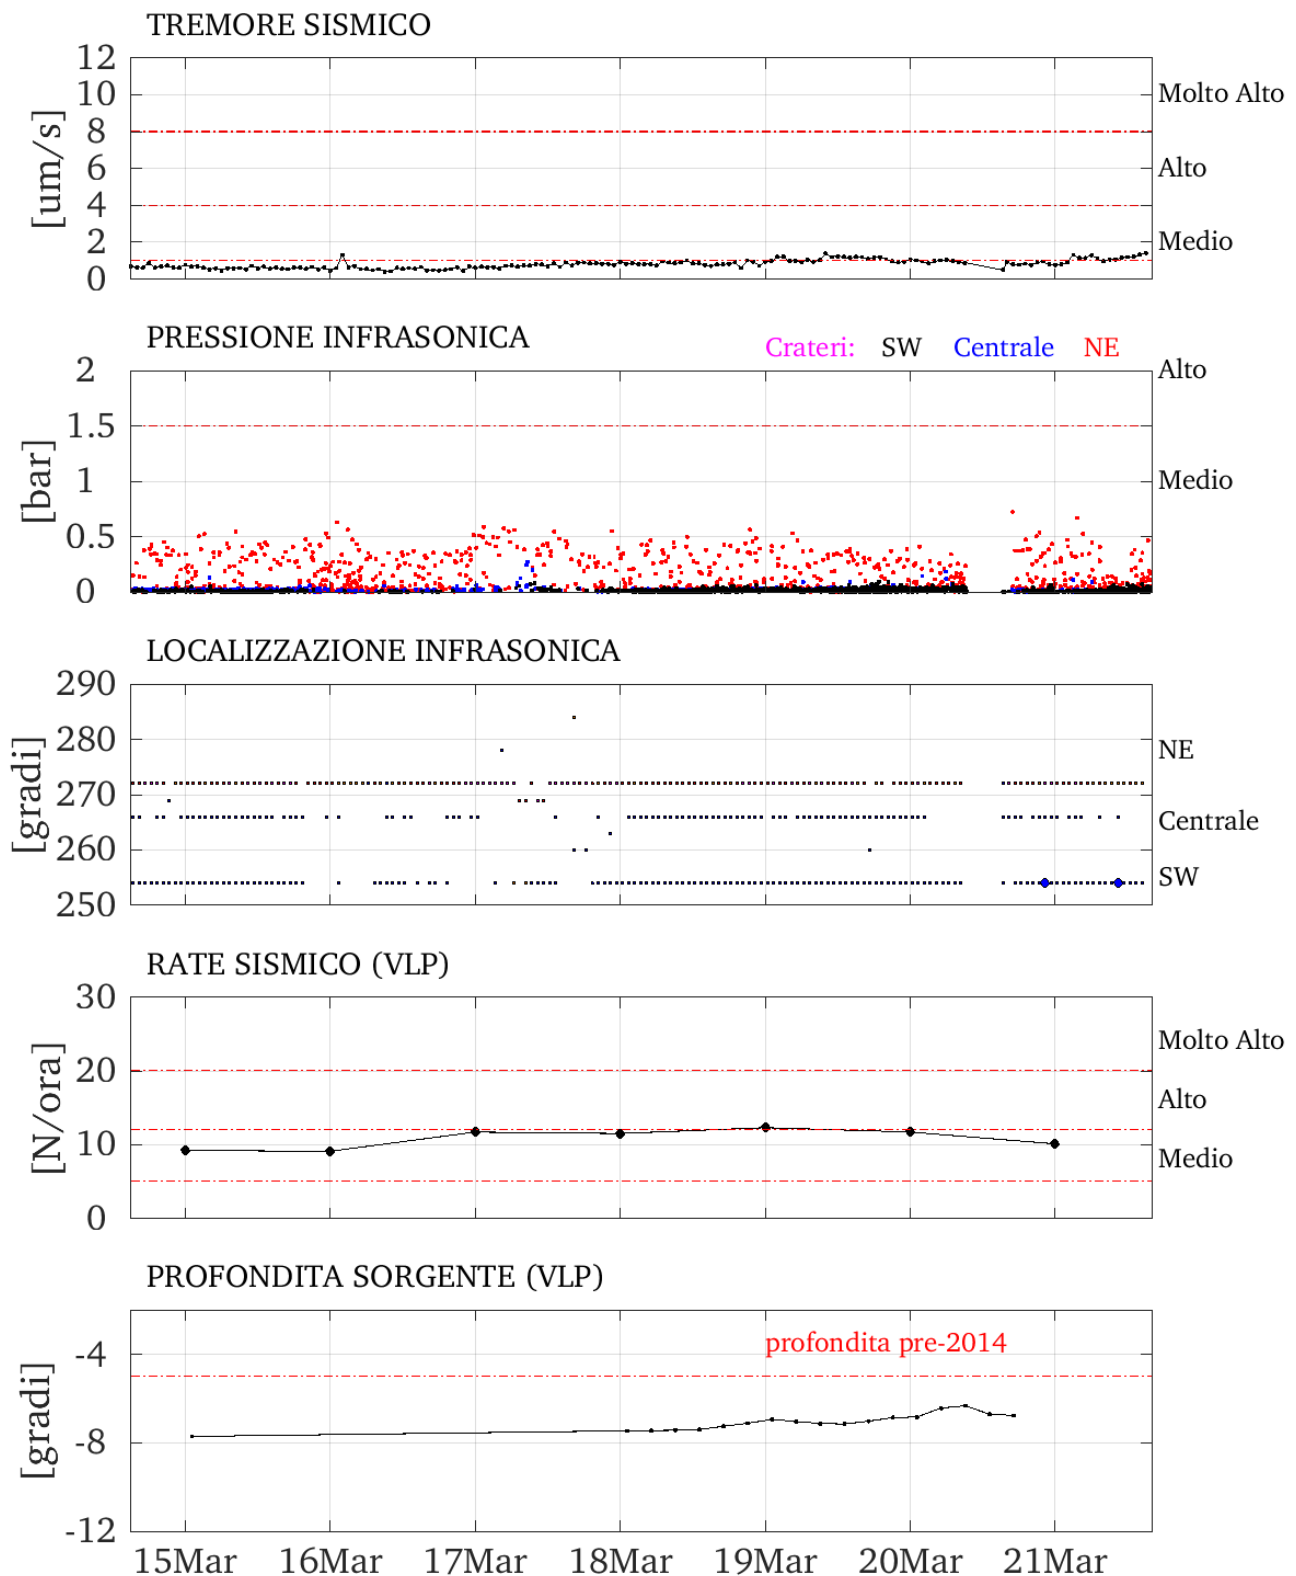 TREMORE SISMICO
12
10
8
6
4
2
0
[um/s]
Molto Alto
Alto
Medio
PRESSIONE INFRASONICA
Crateri: SW Centrale NE
2
1.5
1
0.5
0
[bar]
Alto
Medio
LOCALIZZAZIONE INFRASONICA
290
280
270
260
250
[gradi]
NE
Centrale
SW
RATE SISMICO (VLP)
30
20
10
0
[N/ora]
Molto Alto
Alto
Medio
PROFONDITA SORGENTE (VLP)
profondita pre-2014
-4
-8
-12
[gradi]
15Mar 16Mar 17Mar 18Mar 19Mar 20Mar 21Mar